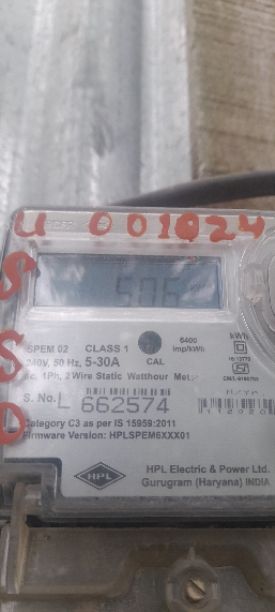 U 001024
S
S
D
506
SPEM 02 CLASS 1
240V, 50 Hz, 5-30A CAL
6400
imp/kWh
kWh
ac, 1Ph, 2 Wire Static Watthour Meter
S. No. L 662574
Category C3 as per IS 15959:2011
Firmware Version: HPLSPEM6XXX01
HPL
HPL Electric & Power Ltd.
Gurugram (Haryana) INDIA